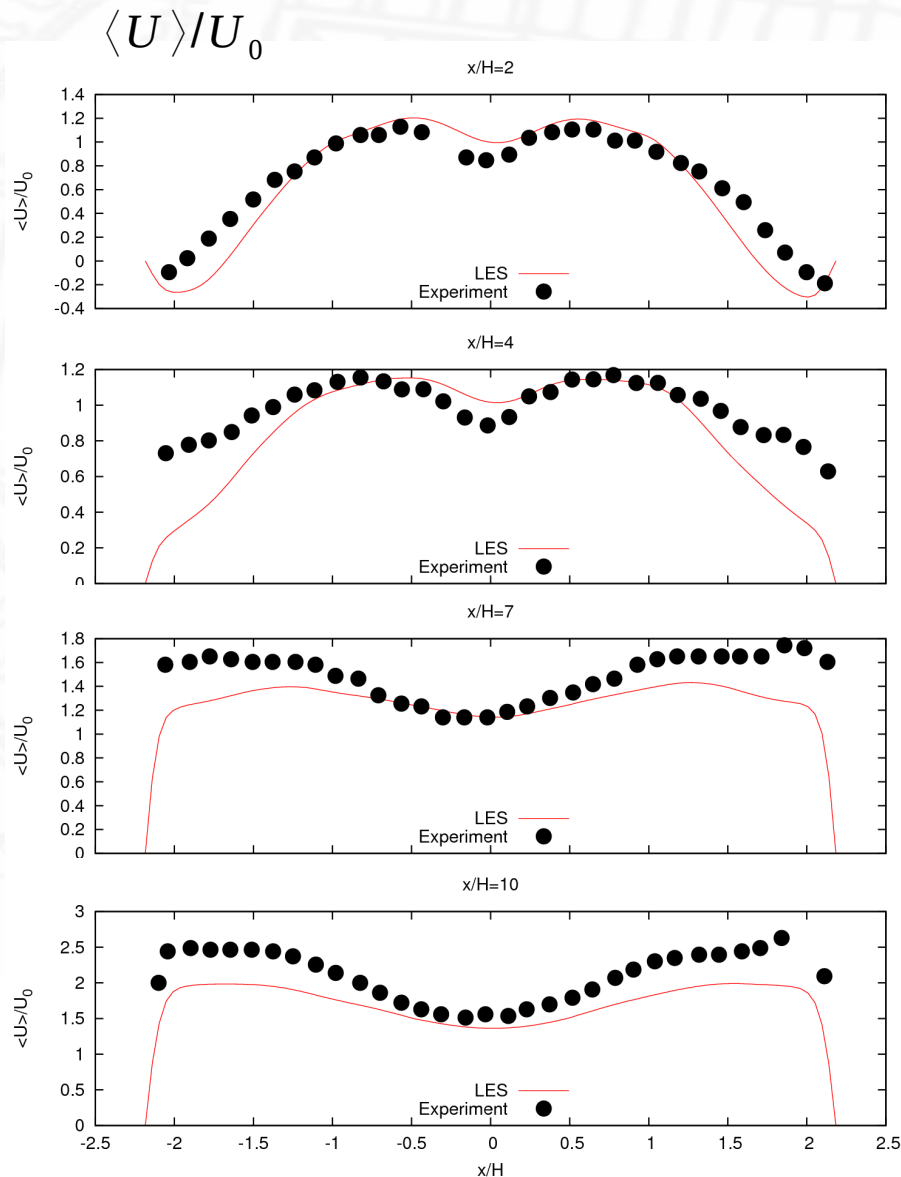 ⟨U⟩/U₀
x/H=2
1.4
1.2
1
0.8
0.6
0.4
0.2
0
-0.2
-0.4
<U>/U₀
LES
Experiment
x/H=4
1.2
1
0.8
0.6
0.4
0.2
0
<U>/U₀
LES
Experiment
x/H=7
1.8
1.6
1.4
1.2
1
0.8
0.6
0.4
0.2
0
<U>/U₀
LES
Experiment
x/H=10
3
2.5
2
1.5
1
0.5
0
<U>/U₀
LES
Experiment
-2.5 -2 -1.5 -1 -0.5 0 0.5 1 1.5 2 2.5
x/H